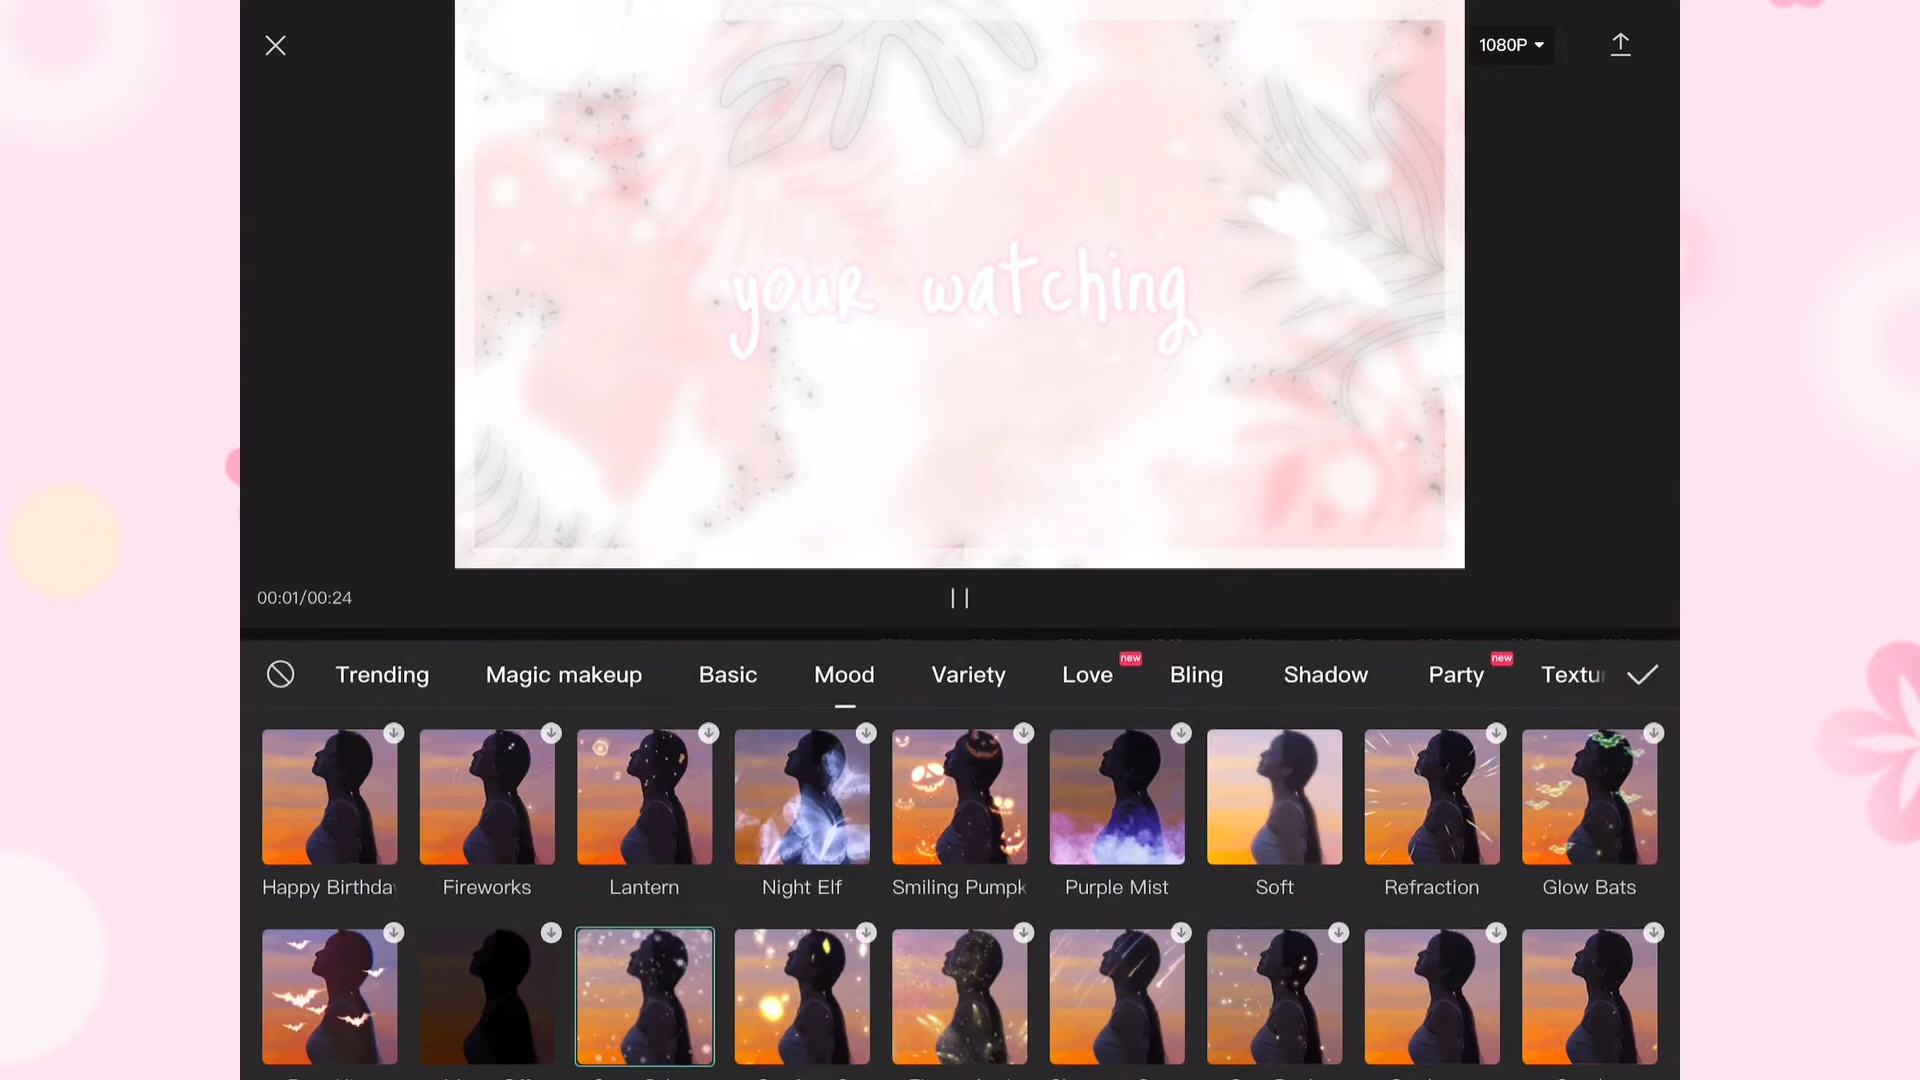 1080P
your watching
00:01/00:24
new new
Trending Magic makeup Basic Mood Variety Love Bling Shadow Party Textu
Happy Birthda Fireworks Lantern Night Elf Smiling Pumpk Purple Mist Soft Refraction Glow Bats